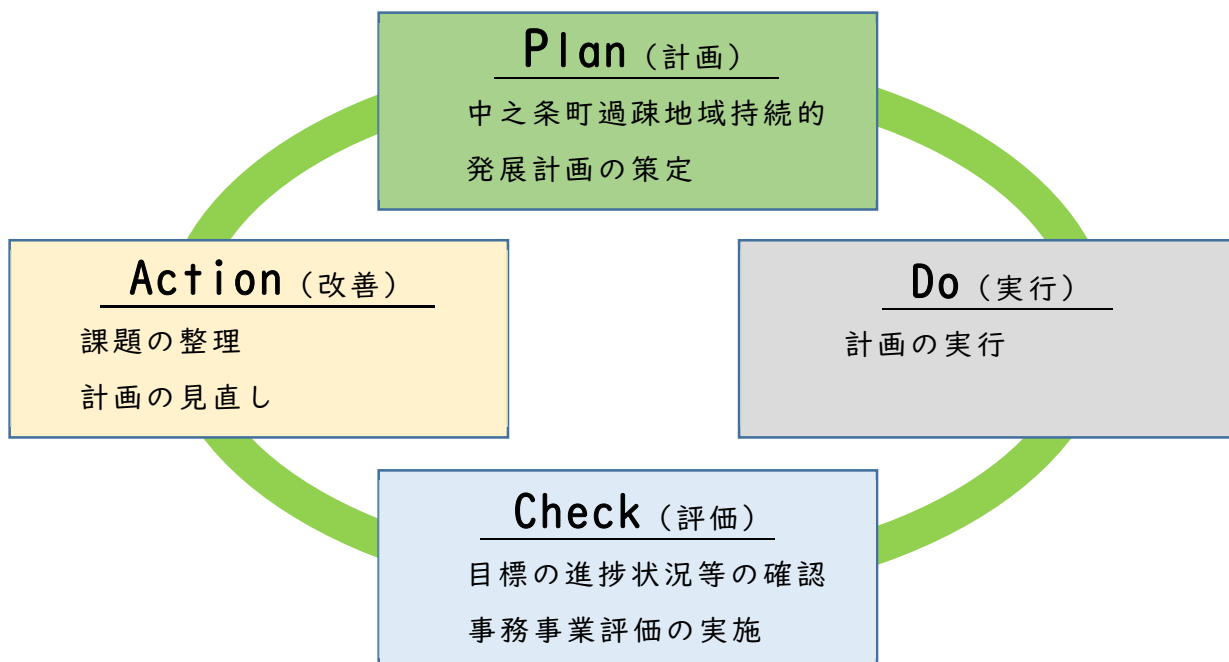 Plan（計画）
中之条町過疎地域持続的
発展計画の策定
Action（改善）
課題の整理
計画の見直し
Do（実行）
計画の実行
Check（評価）
目標の進捗状況等の確認
事務事業評価の実施